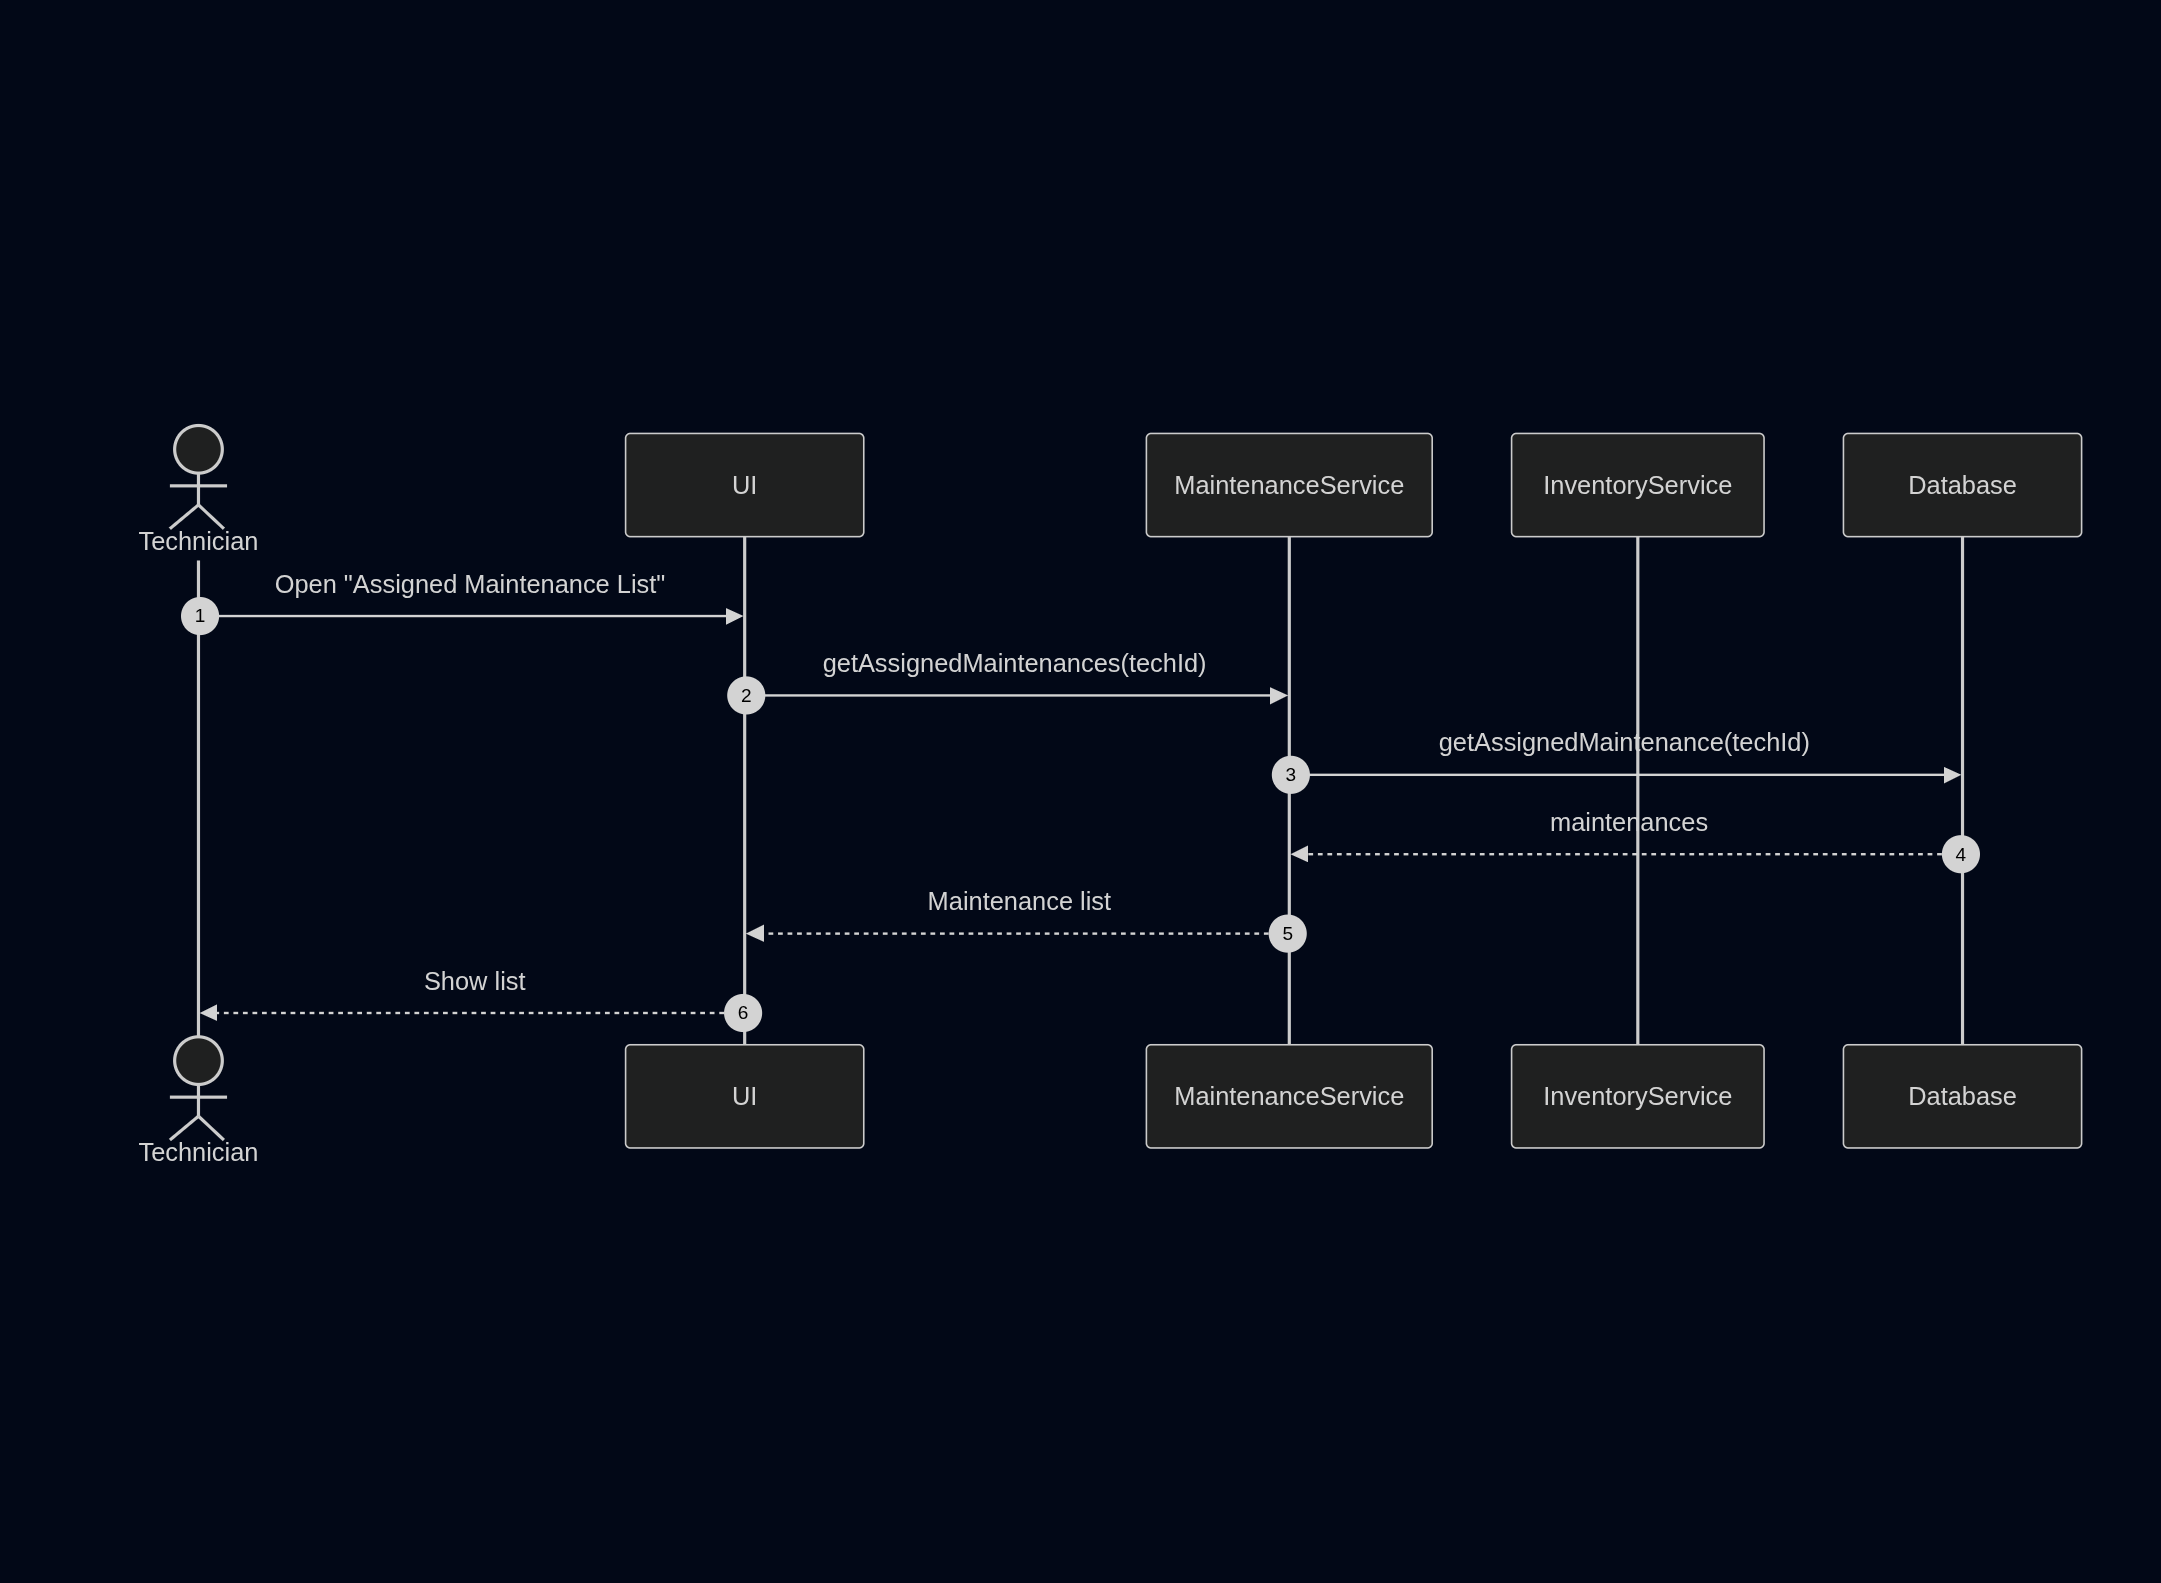 UI
MaintenanceService
InventoryService
Database
Technician
Open "Assigned Maintenance List"
1
getAssignedMaintenances(techId)
2
getAssignedMaintenance(techId)
3
maintenances
4
Maintenance list
5
Show list
6
UI
MaintenanceService
InventoryService
Database
Technician